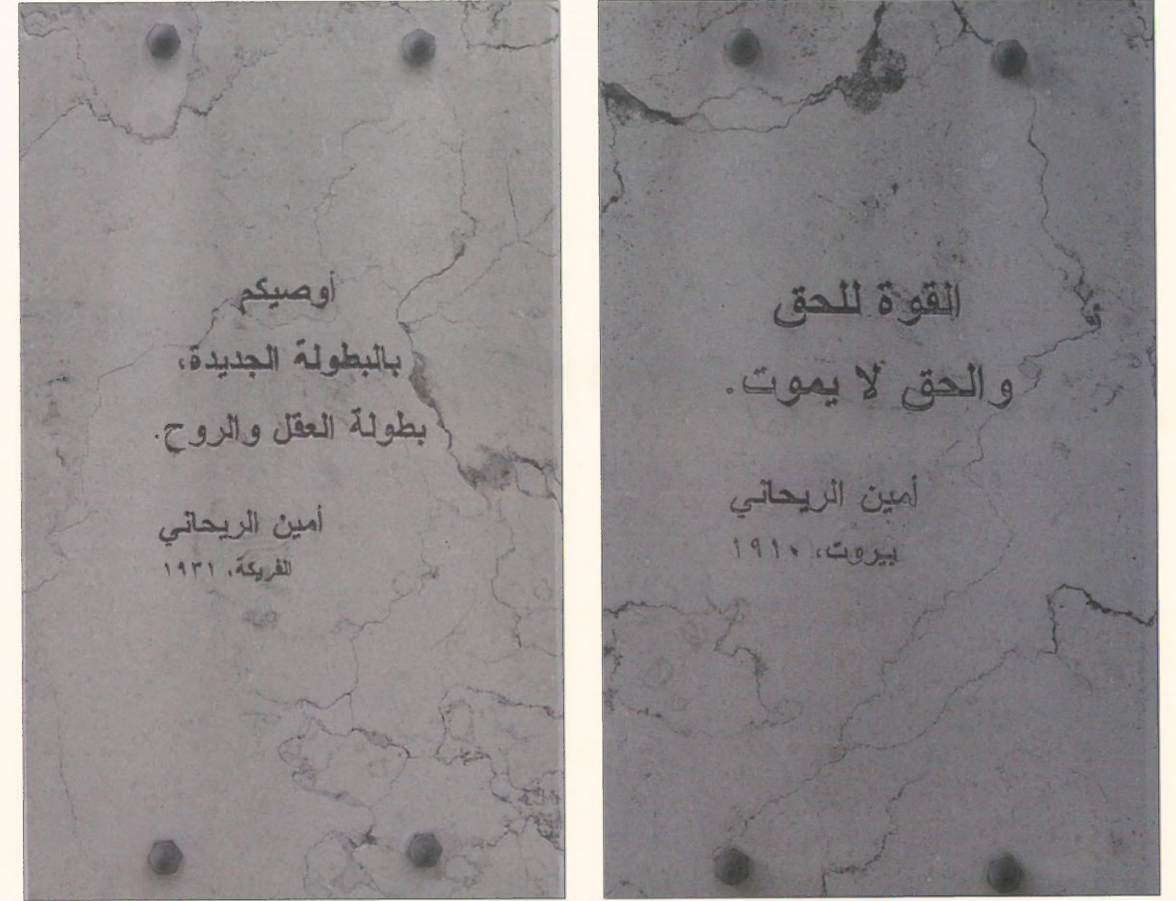 القوة للحق
والحق لا يموت.
أمين الريحاني
بيروت، ١٩١٠
أوصيكم
بالبطولة الجديدة،
بطولة العقل والروح.
أمين الريحاني
الفريكة، ١٩٣١